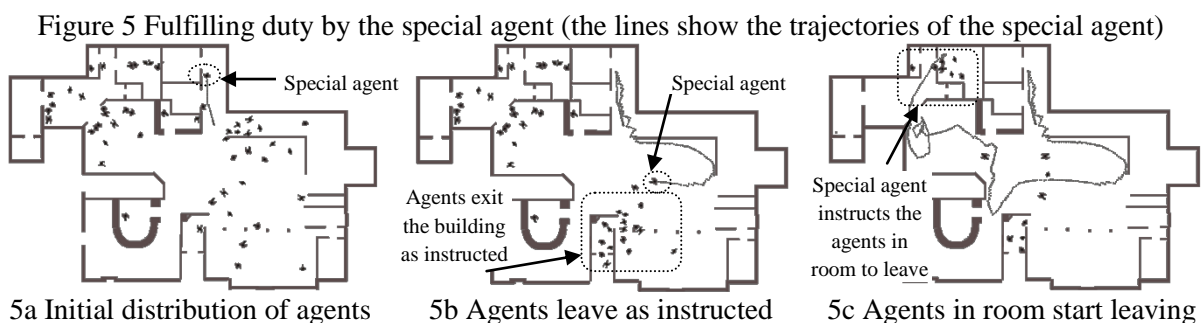 Figure 5 Fulfilling duty by the special agent (the lines show the trajectories of the special agent)
Special agent
Special agent
Agents exit
the building
as instructed
Special agent
instructs the
agents in
room to leave
5a Initial distribution of agents
5b Agents leave as instructed
5c Agents in room start leaving